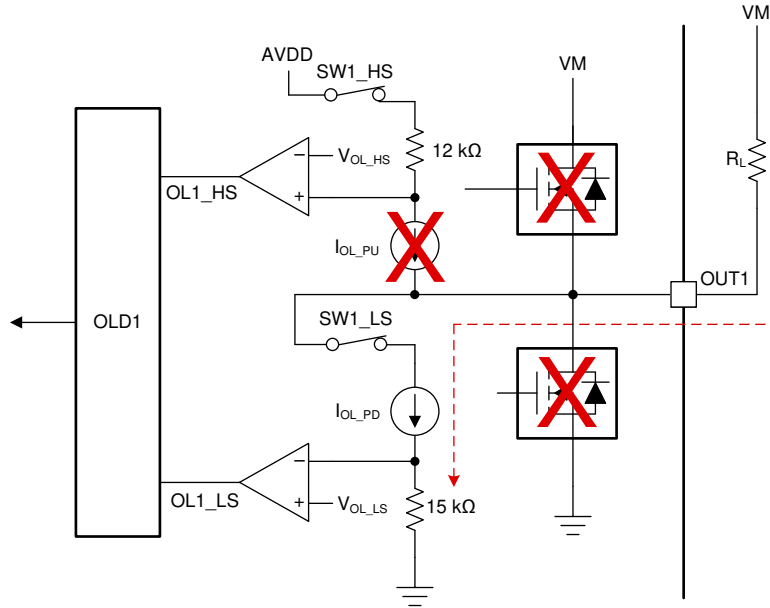 VM
AVDD
SW1_HS
VM
12 kΩ
V_OL_HS
R_L
OL1_HS
−
+
I_OL_PU
OUT1
OLD1
SW1_LS
I_OL_PD
OL1_LS
−
+
V_OL_LS
15 kΩ